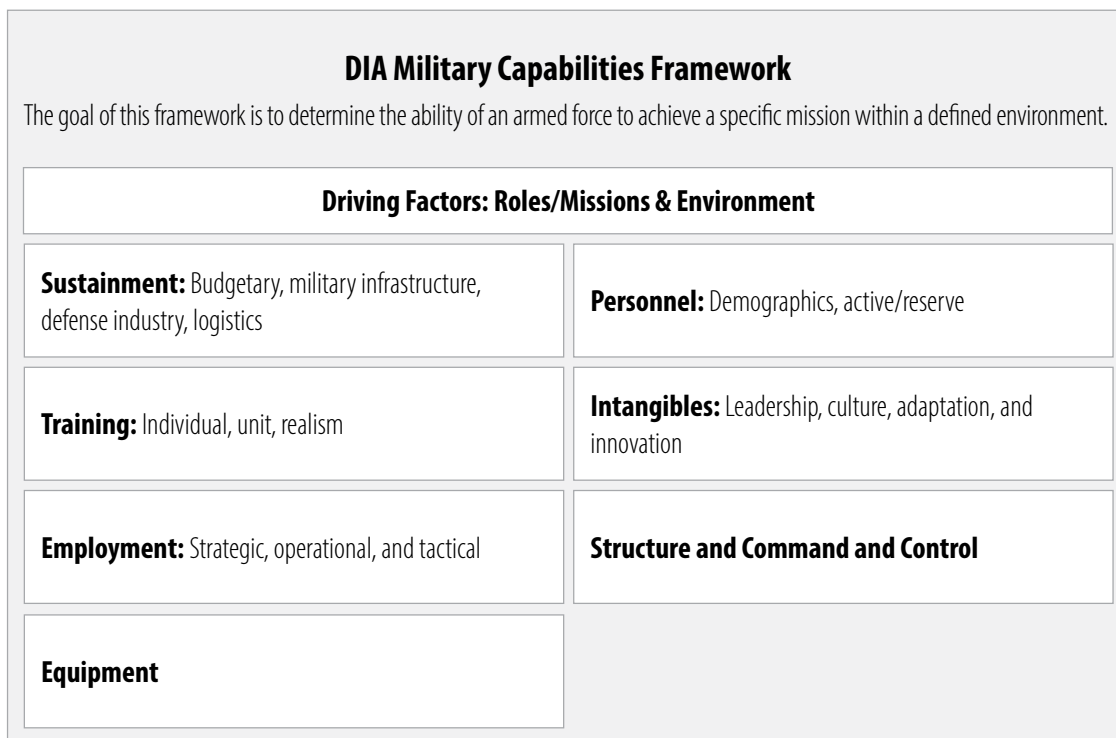 DIA Military Capabilities Framework
The goal of this framework is to determine the ability of an armed force to achieve a specific mission within a defined environment.
Driving Factors: Roles/Missions & Environment
Sustainment: Budgetary, military infrastructure,
defense industry, logistics
Personnel: Demographics, active/reserve
Training: Individual, unit, realism
Intangibles: Leadership, culture, adaptation, and
innovation
Employment: Strategic, operational, and tactical
Structure and Command and Control
Equipment